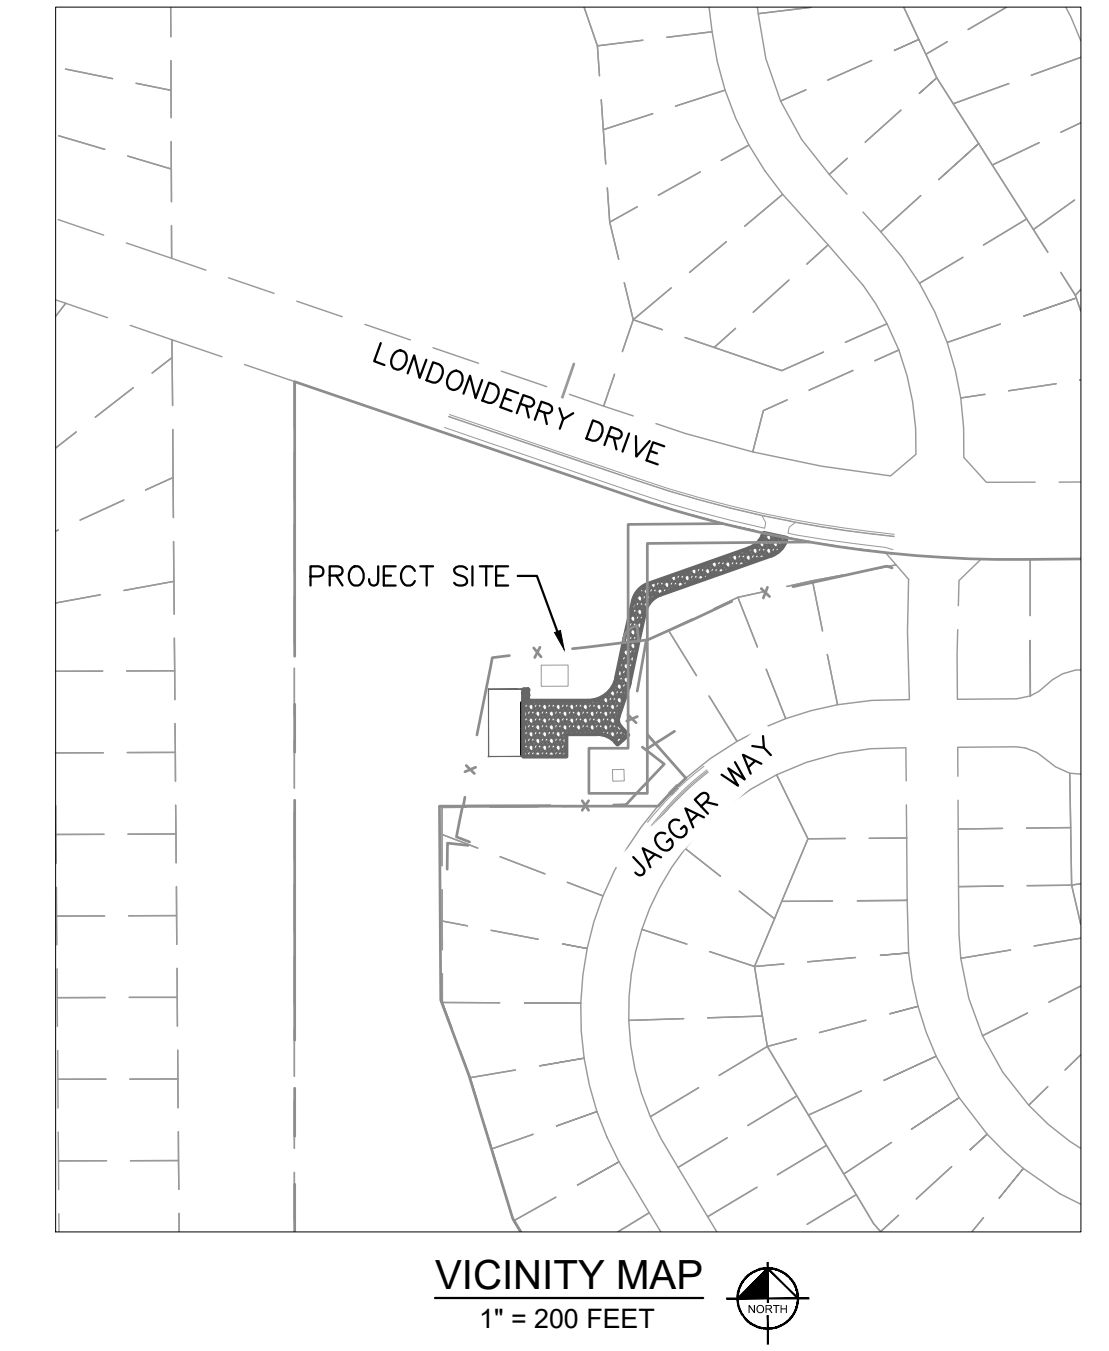 LONDONDERRY DRIVE
PROJECT SITE
JAGGAR WAY
VICINITY MAP
1" = 200 FEET
NORTH